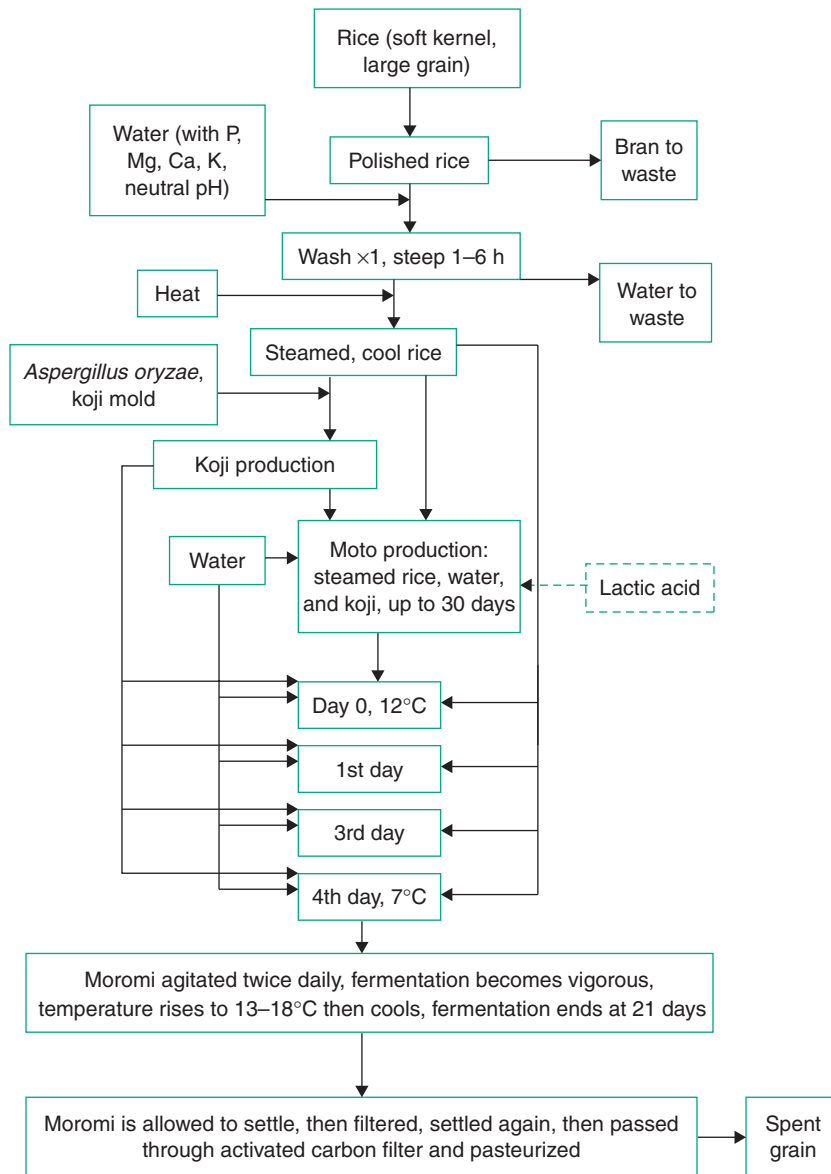 Rice (soft kernel,
large grain)
Water (with P,
Mg, Ca, K,
neutral pH)
Polished rice
Bran to
waste
Wash ×1, steep 1–6 h
Heat
Water to
waste
Steamed, cool rice
Aspergillus oryzae,
koji mold
Koji production
Water
Moto production:
steamed rice, water,
and koji, up to 30 days
Lactic acid
Day 0, 12°C
1st day
3rd day
4th day, 7°C
Moromi agitated twice daily, fermentation becomes vigorous,
temperature rises to 13–18°C then cools, fermentation ends at 21 days
Moromi is allowed to settle, then filtered, settled again, then passed
through activated carbon filter and pasteurized
Spent
grain